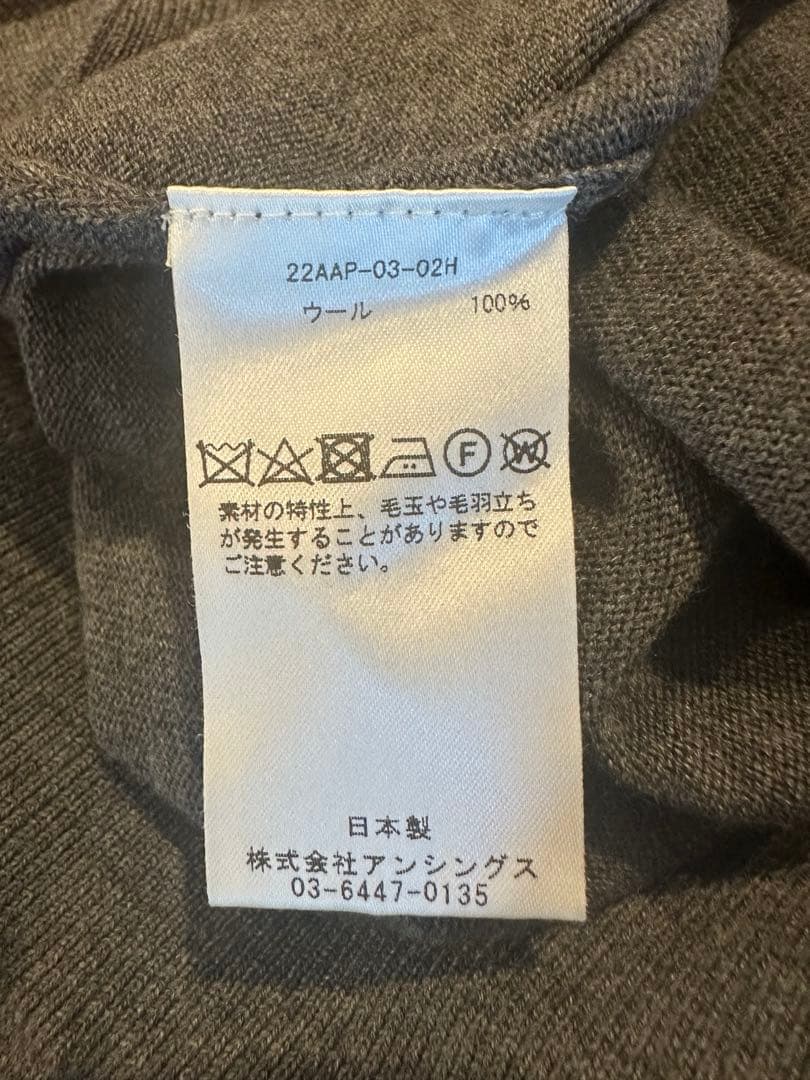 22AAP-03-02H
ウール 100%
F W
素材の特性上、毛玉や毛羽立ち
が発生することがありますので
ご注意ください。
日本製
株式会社アンシングス
03-6447-0135